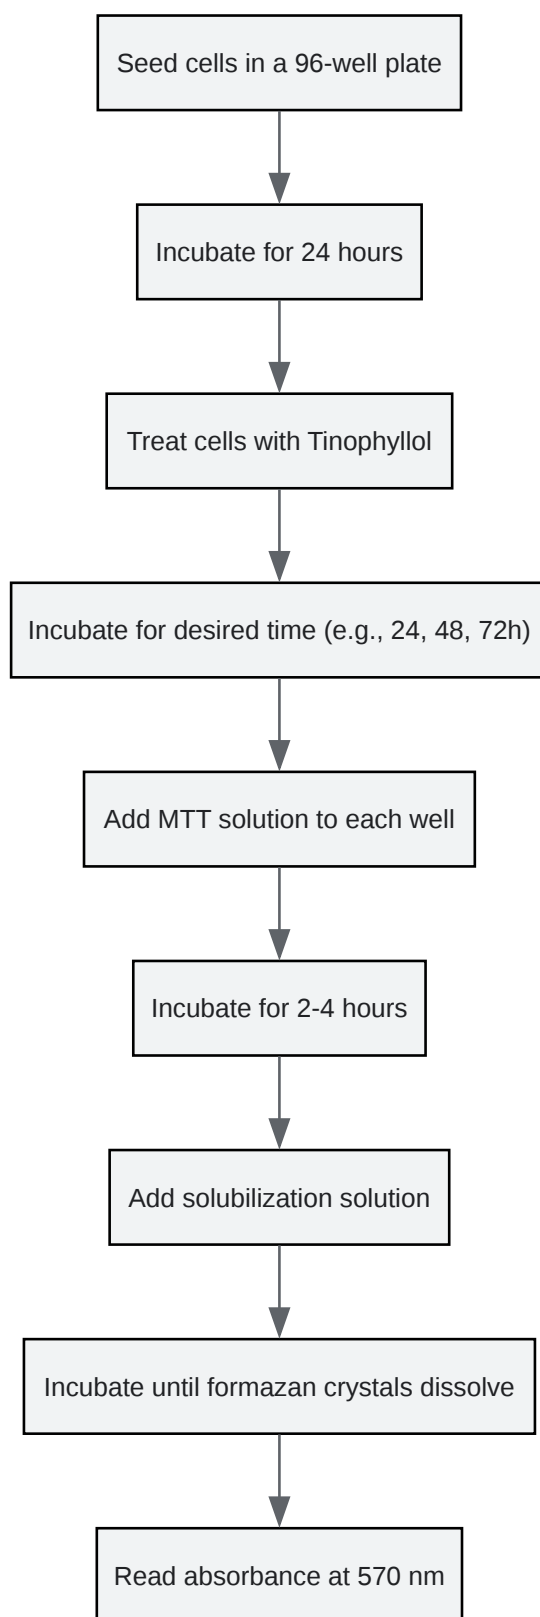 Seed cells in a 96-well plate
Incubate for 24 hours
Treat cells with Tinophyllol
Incubate for desired time (e.g., 24, 48, 72h)
Add MTT solution to each well
Incubate for 2-4 hours
Add solubilization solution
Incubate until formazan crystals dissolve
Read absorbance at 570 nm